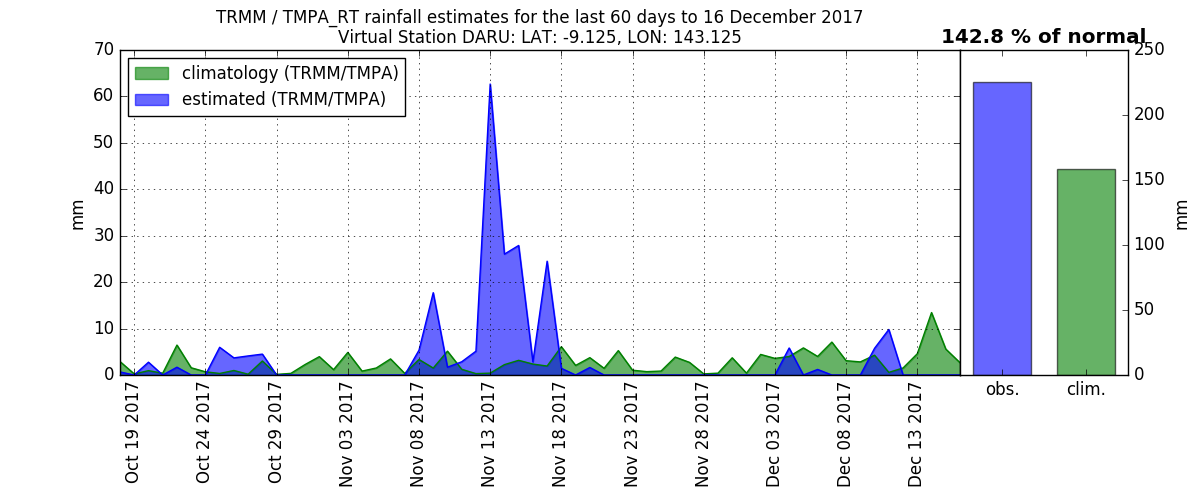 TRMM / TMPA_RT rainfall estimates for the last 60 days to 16 December 2017
Virtual Station DARU: LAT: -9.125, LON: 143.125
142.8 % of normal
climatology (TRMM/TMPA)
estimated (TRMM/TMPA)
mm
70
60
50
40
30
20
10
0
Oct 19 2017
Oct 24 2017
Oct 29 2017
Nov 03 2017
Nov 08 2017
Nov 13 2017
Nov 18 2017
Nov 23 2017
Nov 28 2017
Dec 03 2017
Dec 08 2017
Dec 13 2017
250
200
150
100
50
0
mm
obs.
clim.